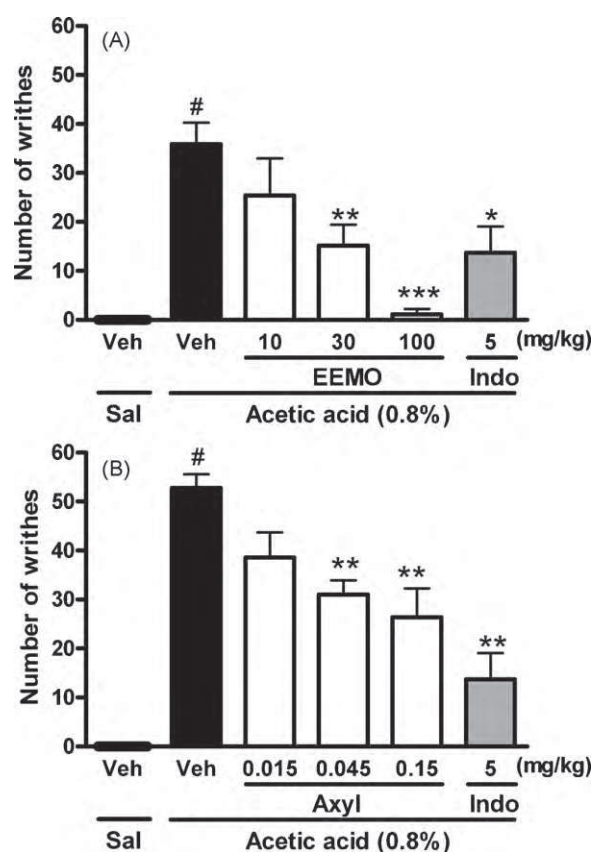 (A)
Number of writhes
60
50
40
30
20
10
0
#
**
***
*
Veh Veh 10 30 100 5 (mg/kg)
EEMO Indo
Sal Acetic acid (0.8%)
(B)
Number of writhes
60
50
40
30
20
10
0
#
**
**
**
Veh Veh 0.015 0.045 0.15 5 (mg/kg)
Axyl Indo
Sal Acetic acid (0.8%)